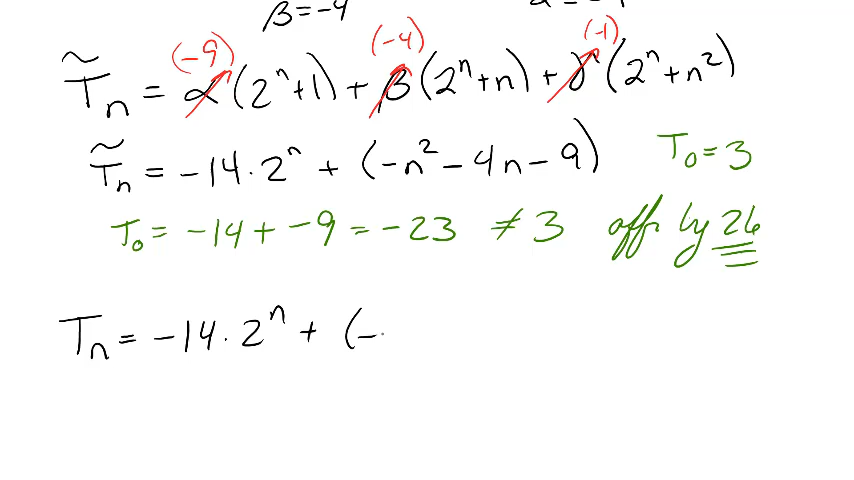 β = -4
(-9) (-4) (-1)
T̃n = α(2^n+1) + β(2^n+n) + γ(2^n+n^2)
T̃n = -14·2^n + (-n^2 - 4n - 9) T0 = 3
T0 = -14 + -9 = -23 ≠ 3 off by 26
Tn = -14·2^n + (-